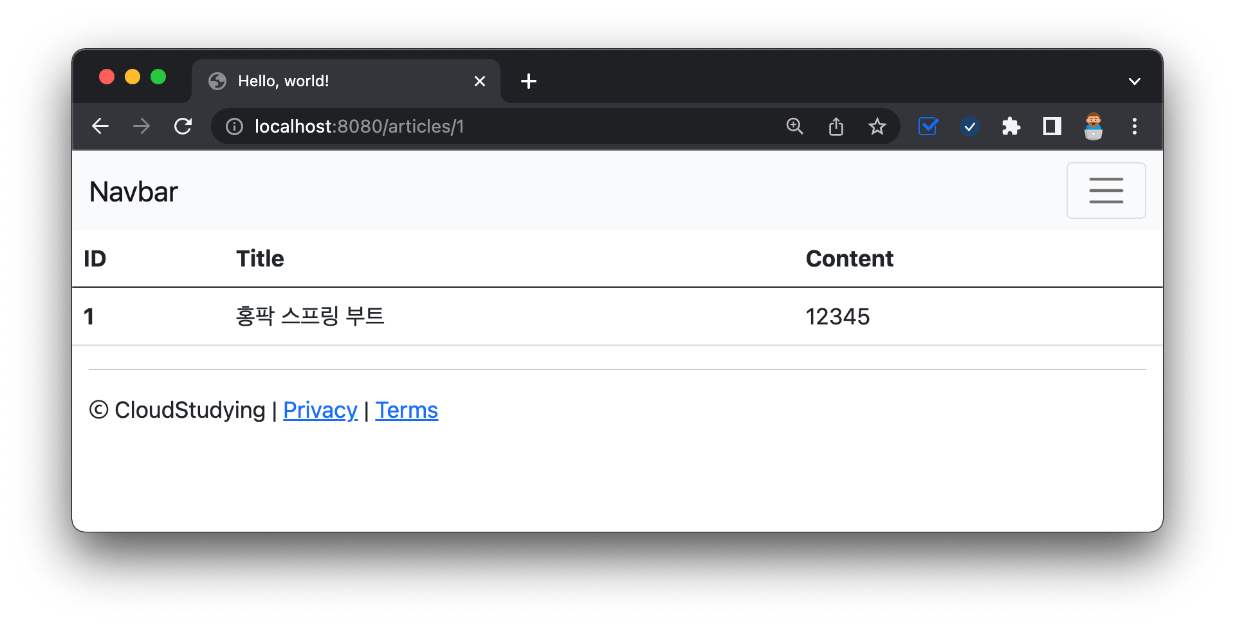 Hello, world!
localhost:8080/articles/1
Navbar
ID Title Content
1 홍팍 스프링 부트 12345
© CloudStudying | Privacy | Terms